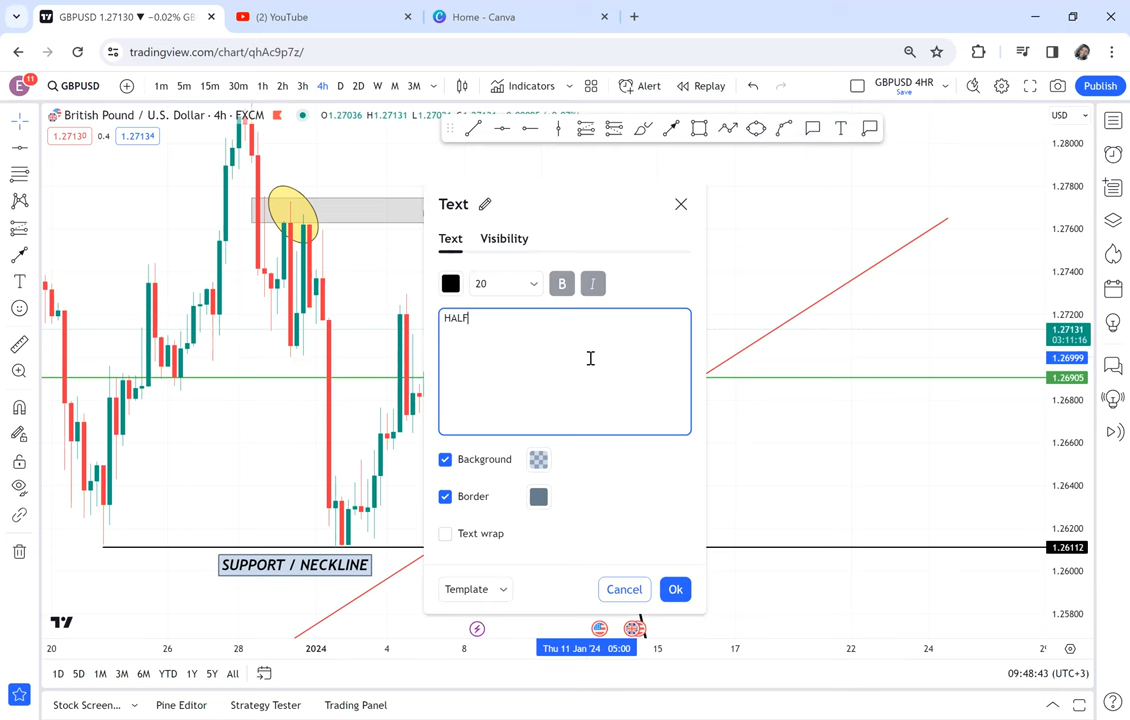 GBPUSD 1.27130 ▼ −0.02% GB
(2) YouTube
Home - Canva
tradingview.com/chart/qhAc9p7z/
E
11
GBPUSD
1m 5m 15m 30m 1h 2h 3h 4h D 2D W M 3M
Indicators
Alert
Replay
GBPUSD 4HR
Save
Publish
British Pound / U.S. Dollar · 4h · FXCM
O1.27036 H1.27131
1.27130
0.4
1.27134
USD
1.28000
1.27800
1.27600
1.27400
1.27200
1.27131
03:11:16
1.26999
1.26905
1.26800
1.26600
1.26400
1.26200
1.26112
1.26000
1.25800
Text
Text
Visibility
20
B
I
HALF
Background
Border
Text wrap
Template
Cancel
Ok
SUPPORT / NECKLINE
20
26
28
2024
4
8
Thu 11 Jan '24 05:00
15
17
22
24
1D 5D 1M 3M 6M YTD 1Y 5Y All
09:48:43 (UTC+3)
Stock Screen...
Pine Editor
Strategy Tester
Trading Panel